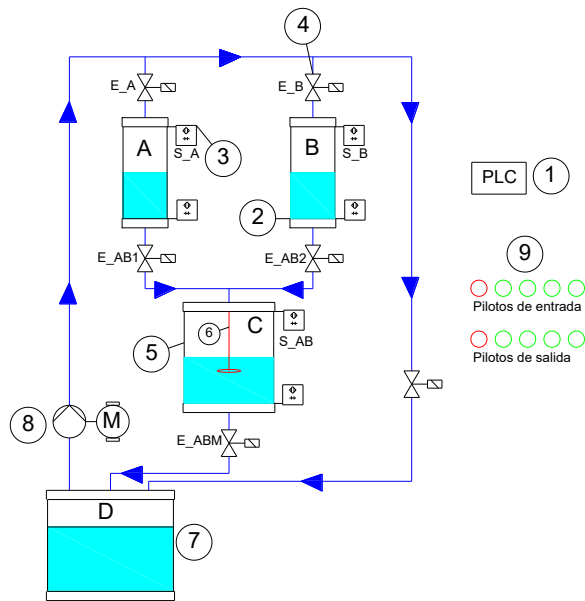 4
E_A
E_B
A
B
S_A
3
S_B
PLC
1
2
9
E_AB1
E_AB2
Pilotos de entrada
6
C
5
S_AB
Pilotos de salida
8
M
E_ABM
D
7